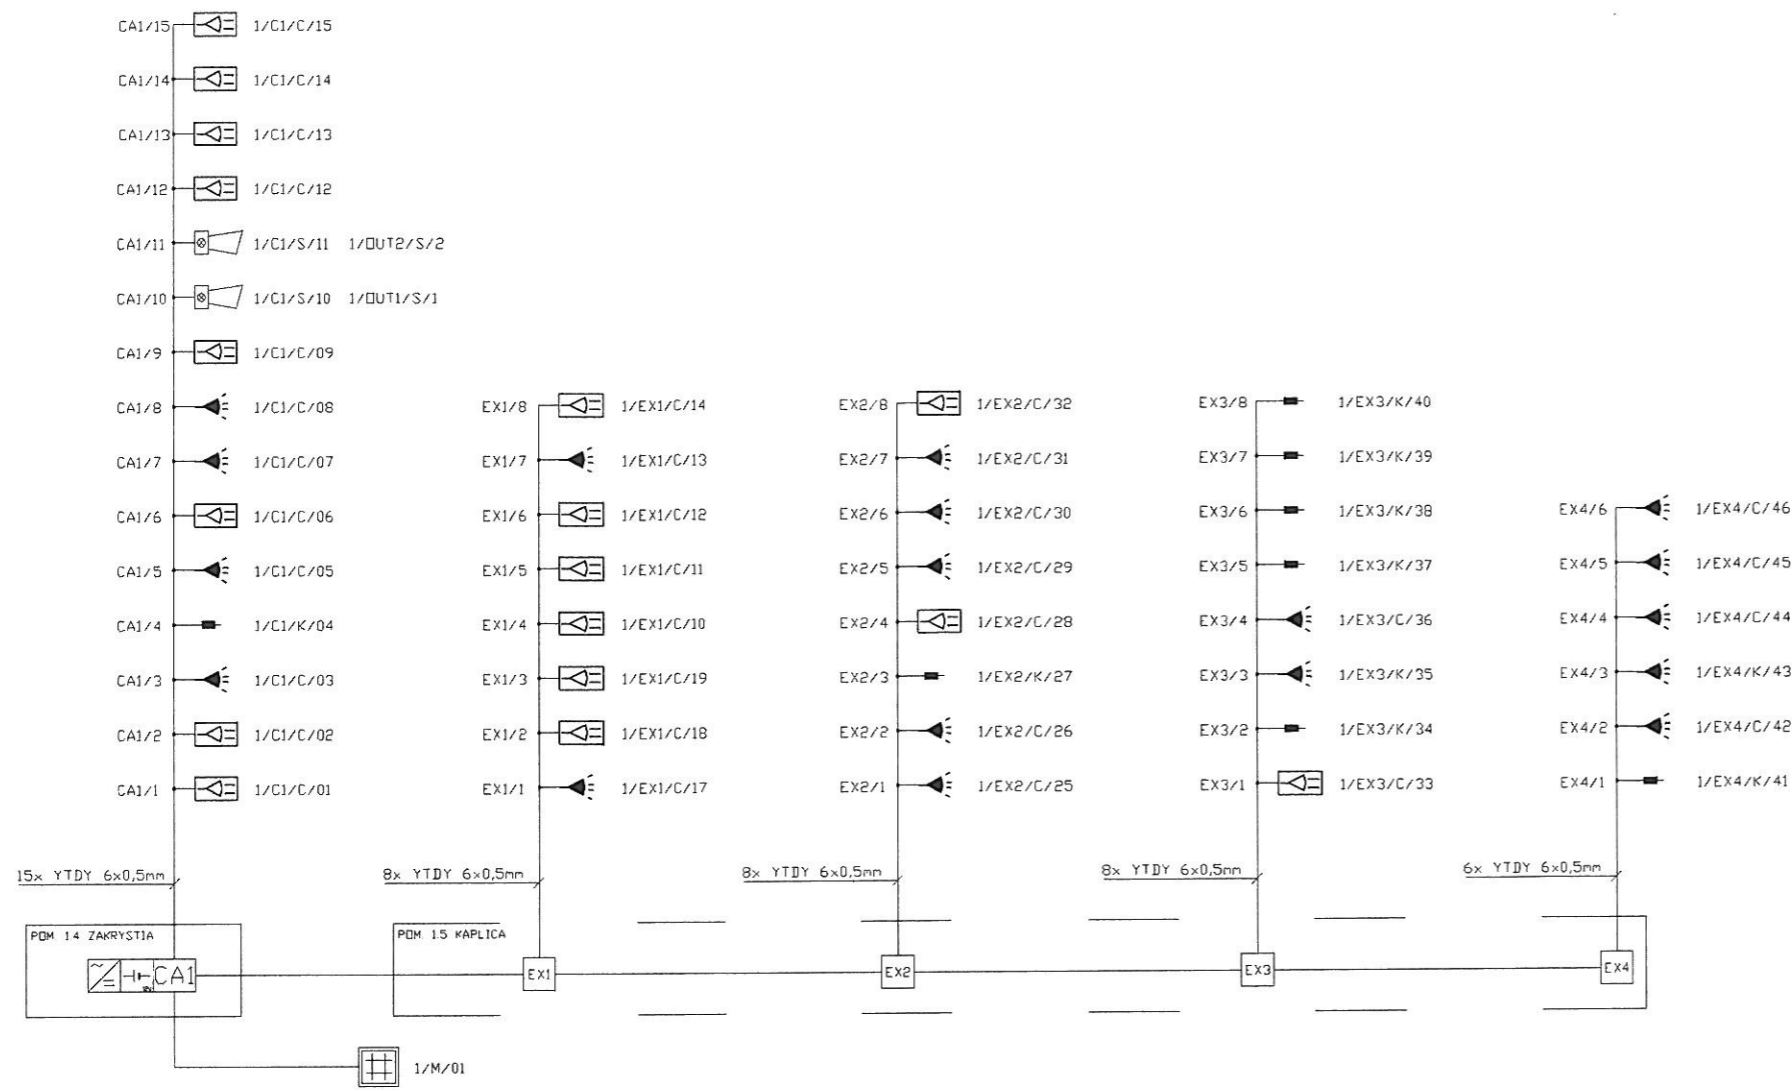 CA1/15 1/C1/C/15
CA1/14 1/C1/C/14
CA1/13 1/C1/C/13
CA1/12 1/C1/C/12
CA1/11 1/C1/S/11 1/OUT2/S/2
CA1/10 1/C1/S/10 1/OUT1/S/1
CA1/9 1/C1/C/09
CA1/8 1/C1/C/08
CA1/7 1/C1/C/07
CA1/6 1/C1/C/06
CA1/5 1/C1/C/05
CA1/4 1/C1/K/04
CA1/3 1/C1/C/03
CA1/2 1/C1/C/02
CA1/1 1/C1/C/01
15x YTDY 6x0,5mm
POM 14 ZAKRYSTIA
CA1
1/M/01
EX1/8 1/EX1/C/14
EX1/7 1/EX1/C/13
EX1/6 1/EX1/C/12
EX1/5 1/EX1/C/11
EX1/4 1/EX1/C/10
EX1/3 1/EX1/C/19
EX1/2 1/EX1/C/18
EX1/1 1/EX1/C/17
8x YTDY 6x0,5mm
POM 15 KAPLICA
EX1
EX2/8 1/EX2/C/32
EX2/7 1/EX2/C/31
EX2/6 1/EX2/C/30
EX2/5 1/EX2/C/29
EX2/4 1/EX2/C/28
EX2/3 1/EX2/K/27
EX2/2 1/EX2/C/26
EX2/1 1/EX2/C/25
8x YTDY 6x0,5mm
EX2
EX3/8 1/EX3/K/40
EX3/7 1/EX3/K/39
EX3/6 1/EX3/K/38
EX3/5 1/EX3/K/37
EX3/4 1/EX3/C/36
EX3/3 1/EX3/K/35
EX3/2 1/EX3/K/34
EX3/1 1/EX3/C/33
8x YTDY 6x0,5mm
EX3
EX4/6 1/EX4/C/46
EX4/5 1/EX4/C/45
EX4/4 1/EX4/C/44
EX4/3 1/EX4/K/43
EX4/2 1/EX4/C/42
EX4/1 1/EX4/K/41
6x YTDY 6x0,5mm
EX4